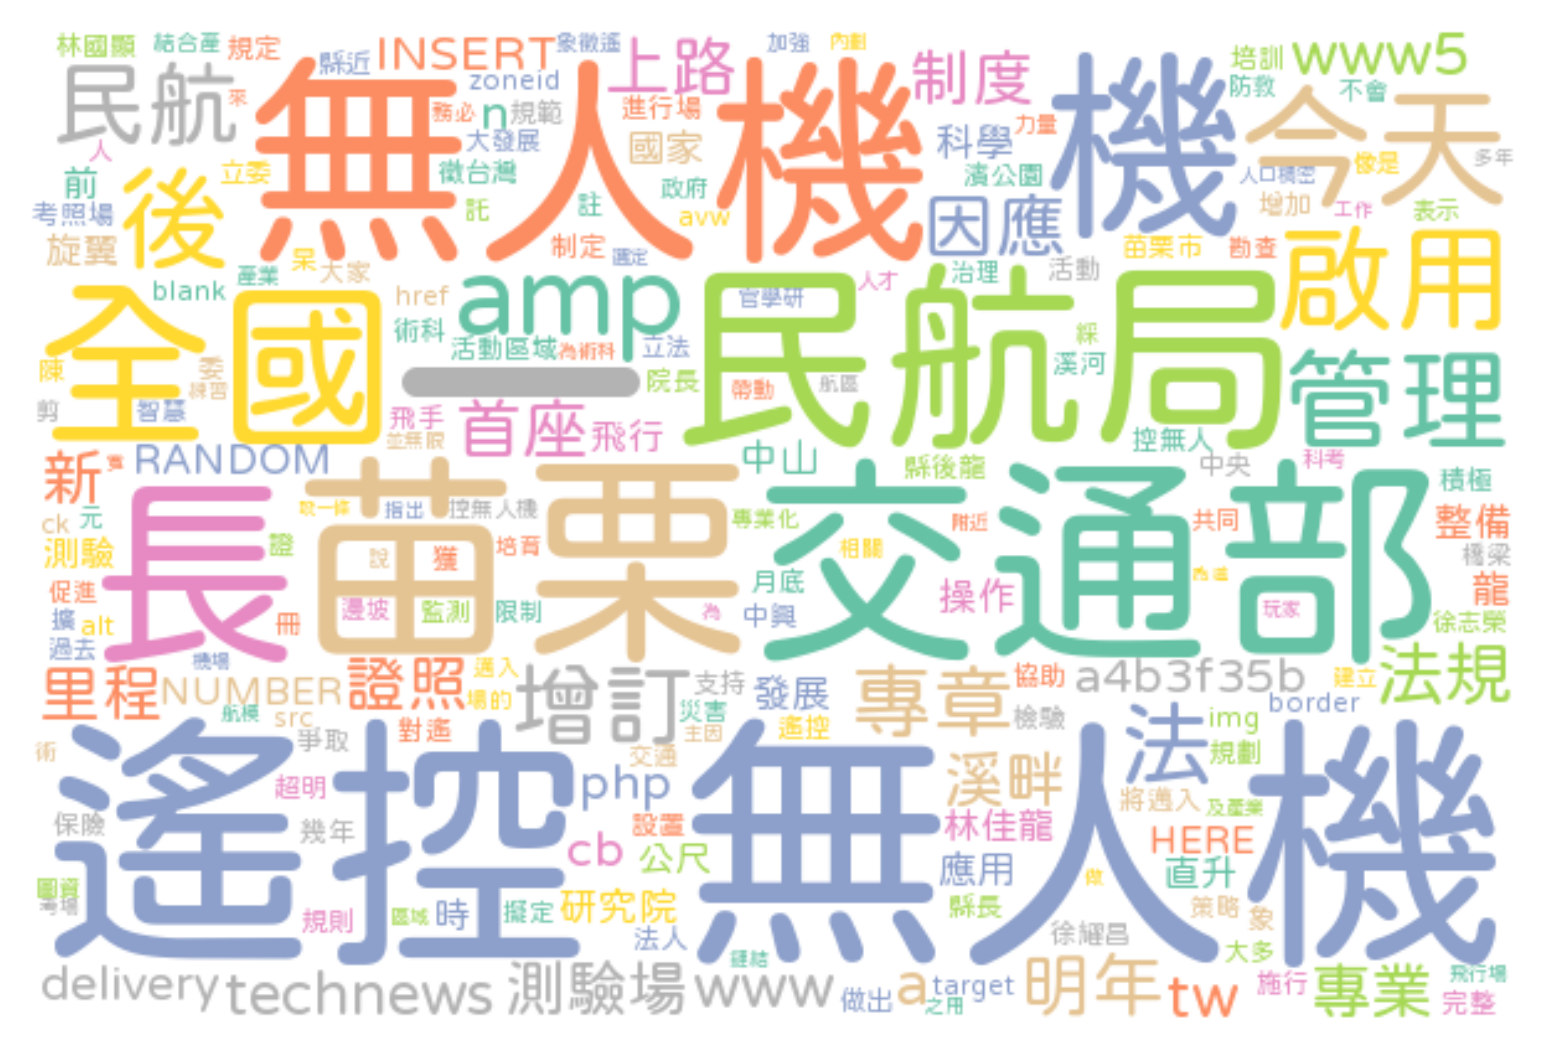 林國顯 結合產 規定 縣近 INSERT 象徵遙 上路 加強 內劃 制度 培訓 www5
民航 來 無人機 zoneid 務必 n 規範 進行場 科學 力量 機 防救 不會 今天
人 大發展 國家 像是 多年
前 後 立委 徵台灣 政府 濱公園 人口稠密
考照場 託 註 avw 因應 增加 工作 表示
旋翼 制定 選定 苗栗市 勘查 啟用
產業 呆 大家 治理 活動
全國 blank href amp 官學研 人才
術科 民航局 綵
陳 委 活動區域 為術科 立法 溪河 管理
練習 一 院長 帶動 航區
剪 智慧 飛手 首座 飛行
並無限 控無人
新 RANDOM 中山 縣後龍 中央 科考
長 苗栗 交通部 積極
ck 元 指出 控無人機 專業化 附近 共同 整備
測驗 證 說 獲 培育 相關 橋梁
促進 月底 操作 龍
擴 alt 冊 邊坡 監測 限制 為 中興 玩家 徐志榮
過去 機場
里程 NUMBER 證照 邁入 增訂 支持 發展 專章 協助 a4b3f35b 建立 法規
航模 src 場的 災害 border
術 爭取 對遙 主因 遙控 檢驗 法 img
遙控 無人機 交通 規劃
超明 php 溪畔 將邁入 及產業
保險 幾年 設置 林佳龍 HERE
cb 公尺 應用 做 直升
圖資 考場 規則 區域 時 擬定 研究院 縣長 策略 象
法人 徐耀昌 大多
delivery technews 測驗場 鏈結 www 做出 a target 之用 明年 tw 施行 專業 飛行場 完整